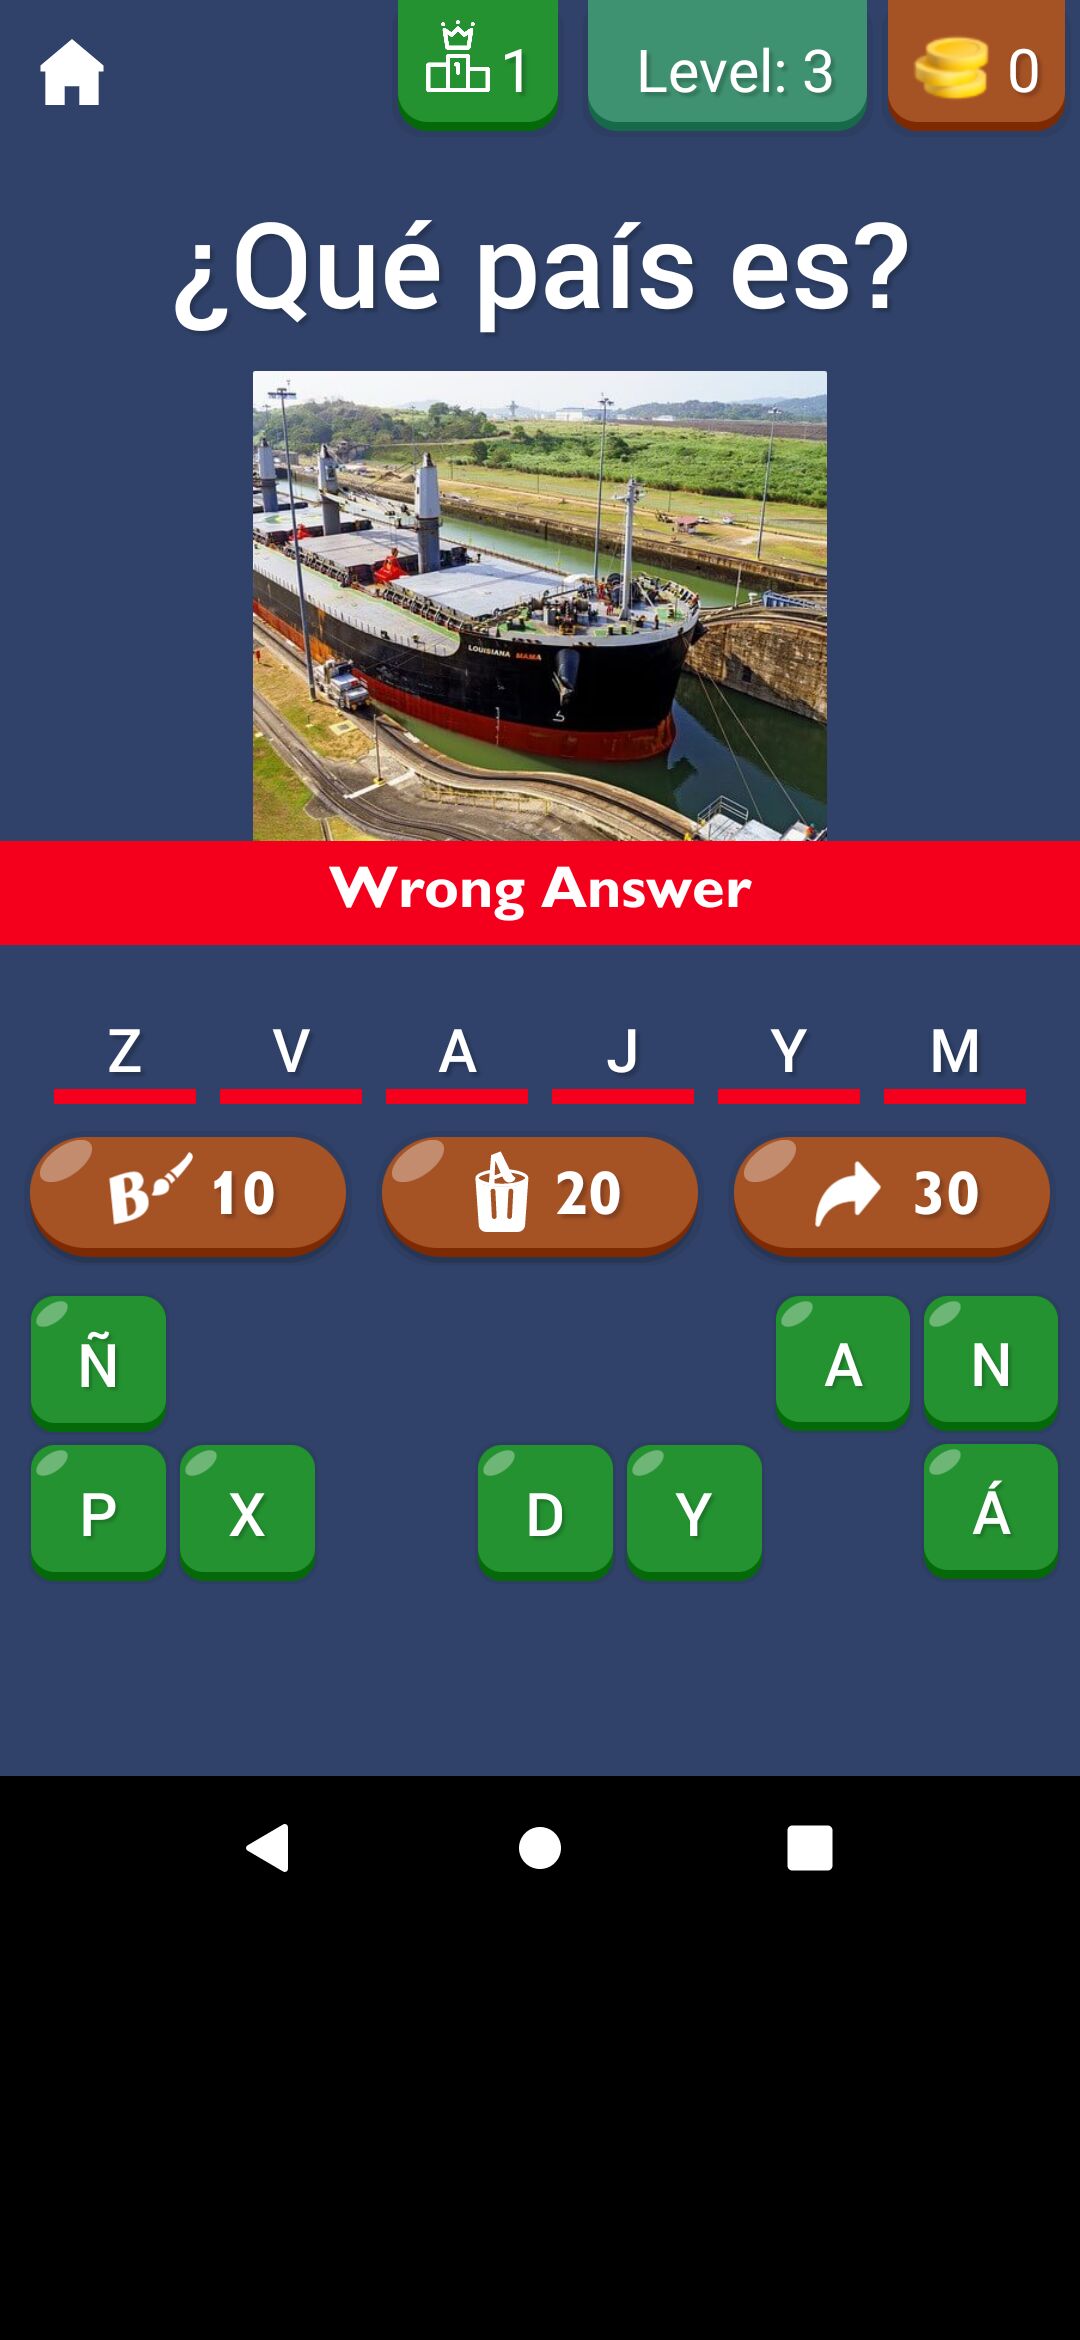 1
Level: 3
0
¿Qué país es?
LOUISIANA MAMA
Wrong Answer
Z V A J Y M
B 10
20
30
Ñ A N
P X D Y Á